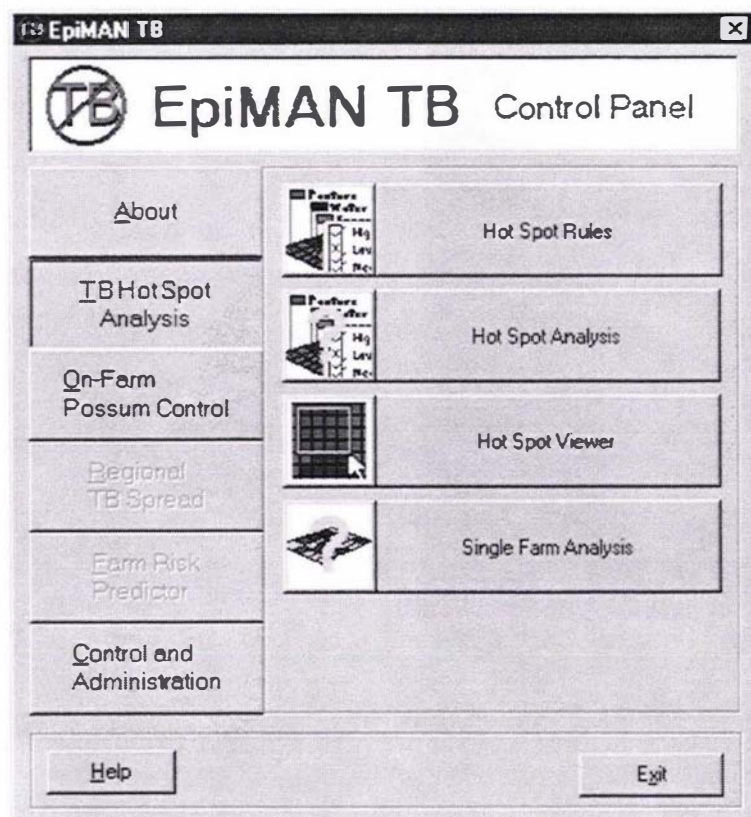 EpiMAN TB
TB EpiMAN TB Control Panel
About
TB Hot Spot
Analysis
On-Farm
Possum Control
Regional
TB Spread
Farm Risk
Predictor
Control and
Administration
Hot Spot Rules
Hot Spot Analysis
Hot Spot Viewer
Single Farm Analysis
Help
Exit